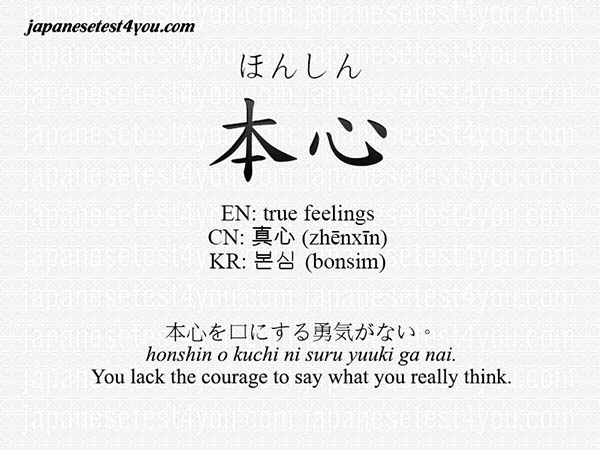 japanesetest4you.com
ほんしん
本心
EN: true feelings
CN: 真心 (zhēnxīn)
KR: 본심 (bonsim)
本心を口にする勇気がない。
honshin o kuchi ni suru yuuki ga nai.
You lack the courage to say what you really think.